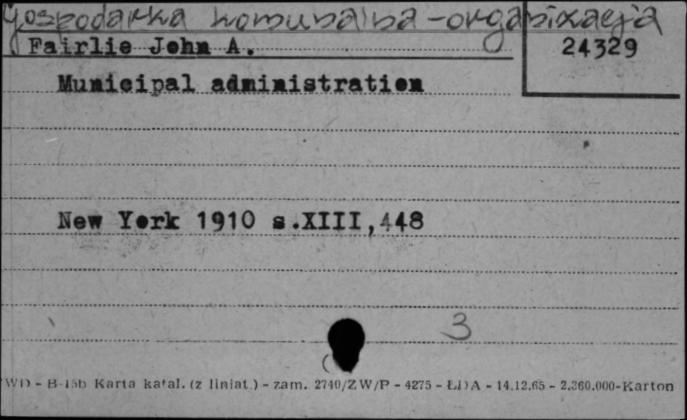 Gospodarka komunalna - organizacja
Fairlie John A.
24329
Municipal administration
New York 1910 s.XIII,448
3
WD - B-15b Karta katal. (z liniat.) - zam. 2740/ZW/P - 4275 - ŁDA - 14.12.65 - 2.360.000-Karton